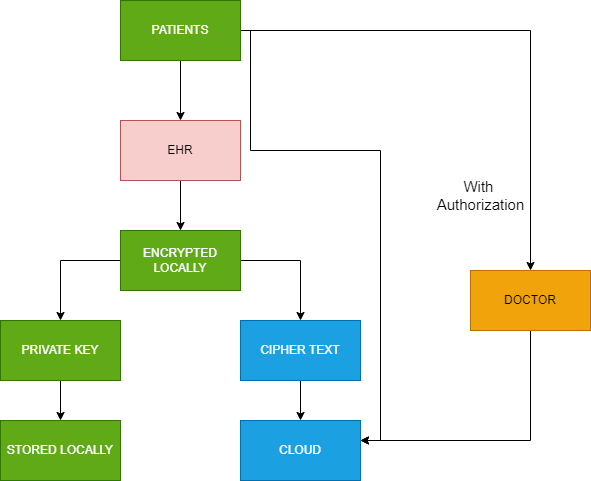 PATIENTS
EHR
With
Authorization
ENCRYPTED
LOCALLY
DOCTOR
PRIVATE KEY
CIPHER TEXT
STORED LOCALLY
CLOUD